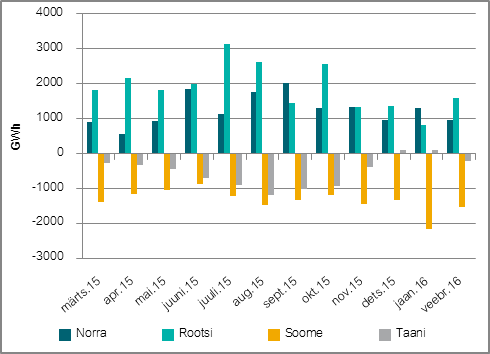 4000
3000
2000
1000
0
-1000
-2000
-3000
GWh
märts.15
apr.15
mai.15
juuni.15
juuli.15
aug.15
sept.15
okt.15
nov.15
dets.15
jaan.16
veebr.16
Norra
Rootsi
Soome
Taani